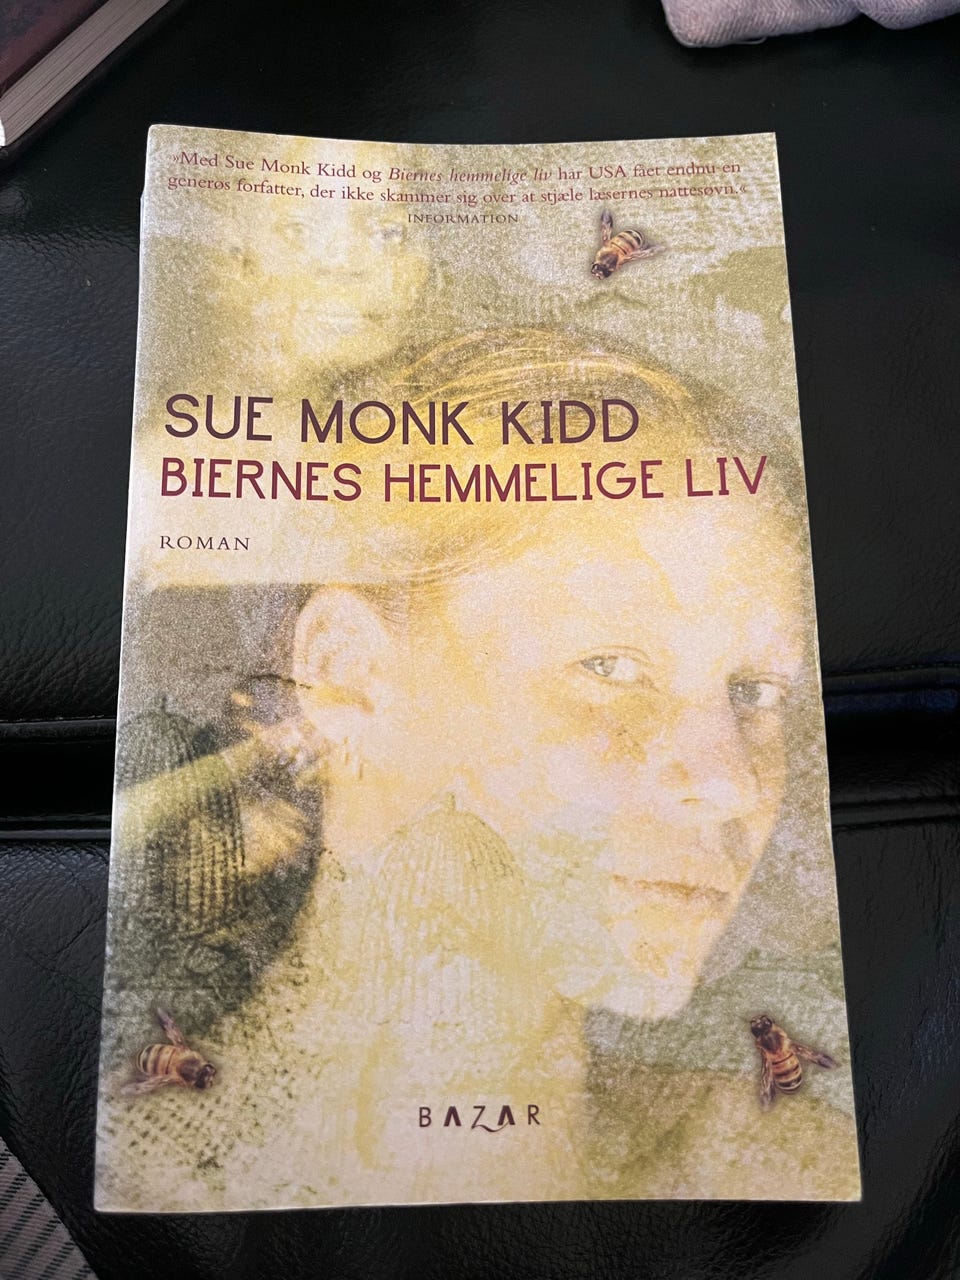 »Med Sue Monk Kidd og Biernes hemmelige liv har USA fået endnu en
generøs forfatter, der ikke skammer sig over at stjæle læsernes nattesøvn.«
INFORMATION
SUE MONK KIDD
BIERNES HEMMELIGE LIV
ROMAN
BAZAR